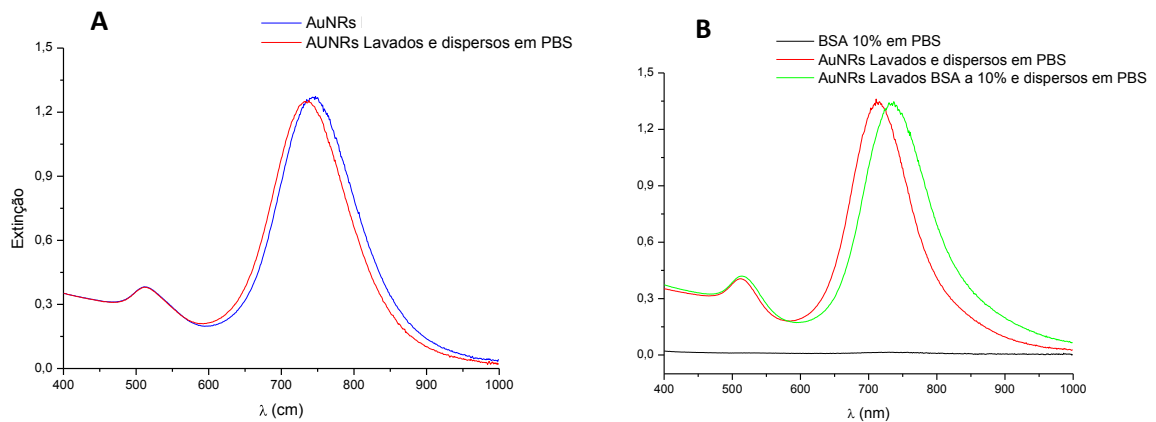 A
AuNRs
AUNRs Lavados e dispersos em PBS
1,5
1,2
0,9
0,6
0,3
0,0
Extinção
400 500 600 700 800 900 1000
λ (cm)
B
BSA 10% em PBS
AuNRs Lavados e dispersos em PBS
AuNRs Lavados BSA a 10% e dispersos em PBS
1,5
1,2
0,9
0,6
0,3
0,0
400 500 600 700 800 900 1000
λ (nm)